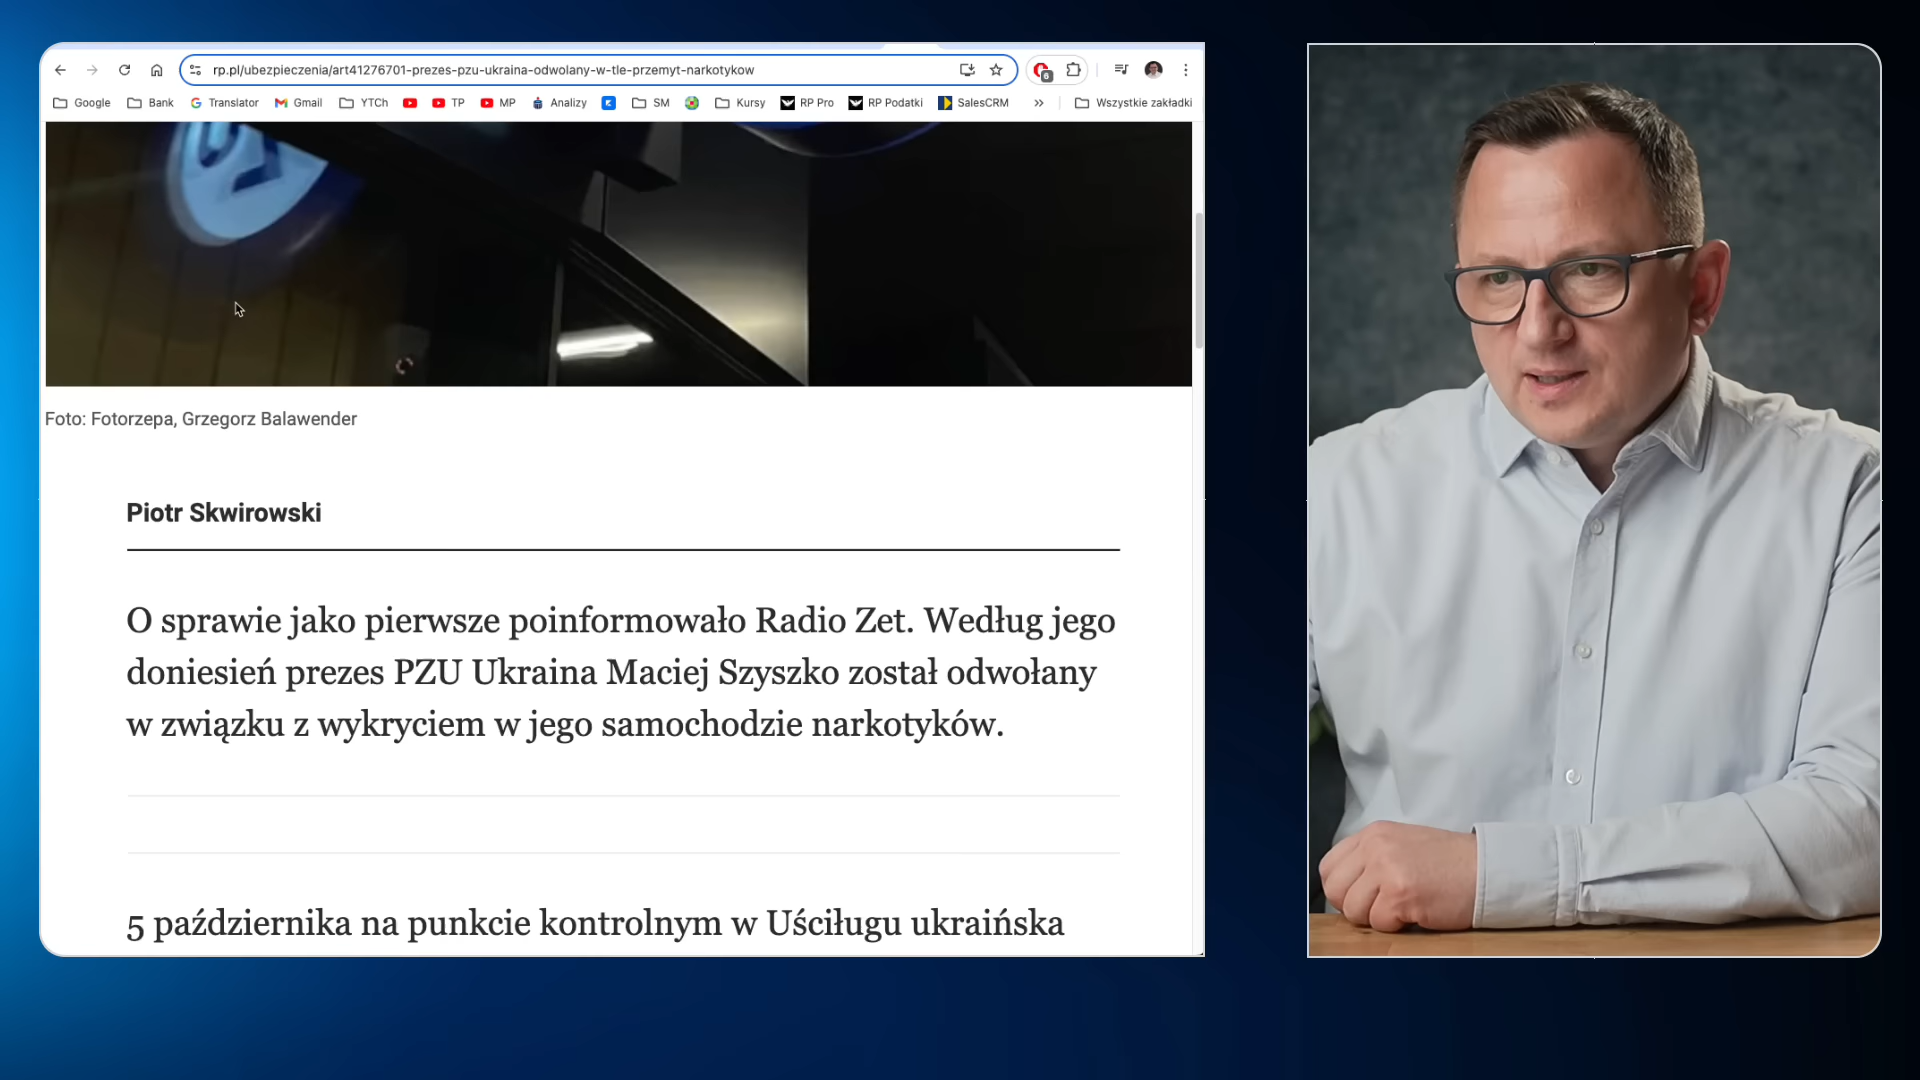 rp.pl/ubezpieczenia/art41276701-prezes-pzu-ukraina-odwolany-w-tle-przemyt-narkotykow
6
Google Bank Translator Gmail YTCh TP MP Analizy SM Kursy RP Pro RP Podatki SalesCRM » Wszystkie zakładki
Foto: Fotorzepa, Grzegorz Balawender
Piotr Skwirowski
O sprawie jako pierwsze poinformowało Radio Zet. Według jego
doniesień prezes PZU Ukraina Maciej Szyszko został odwołany
w związku z wykryciem w jego samochodzie narkotyków.
5 października na punkcie kontrolnym w Uściługu ukraińska